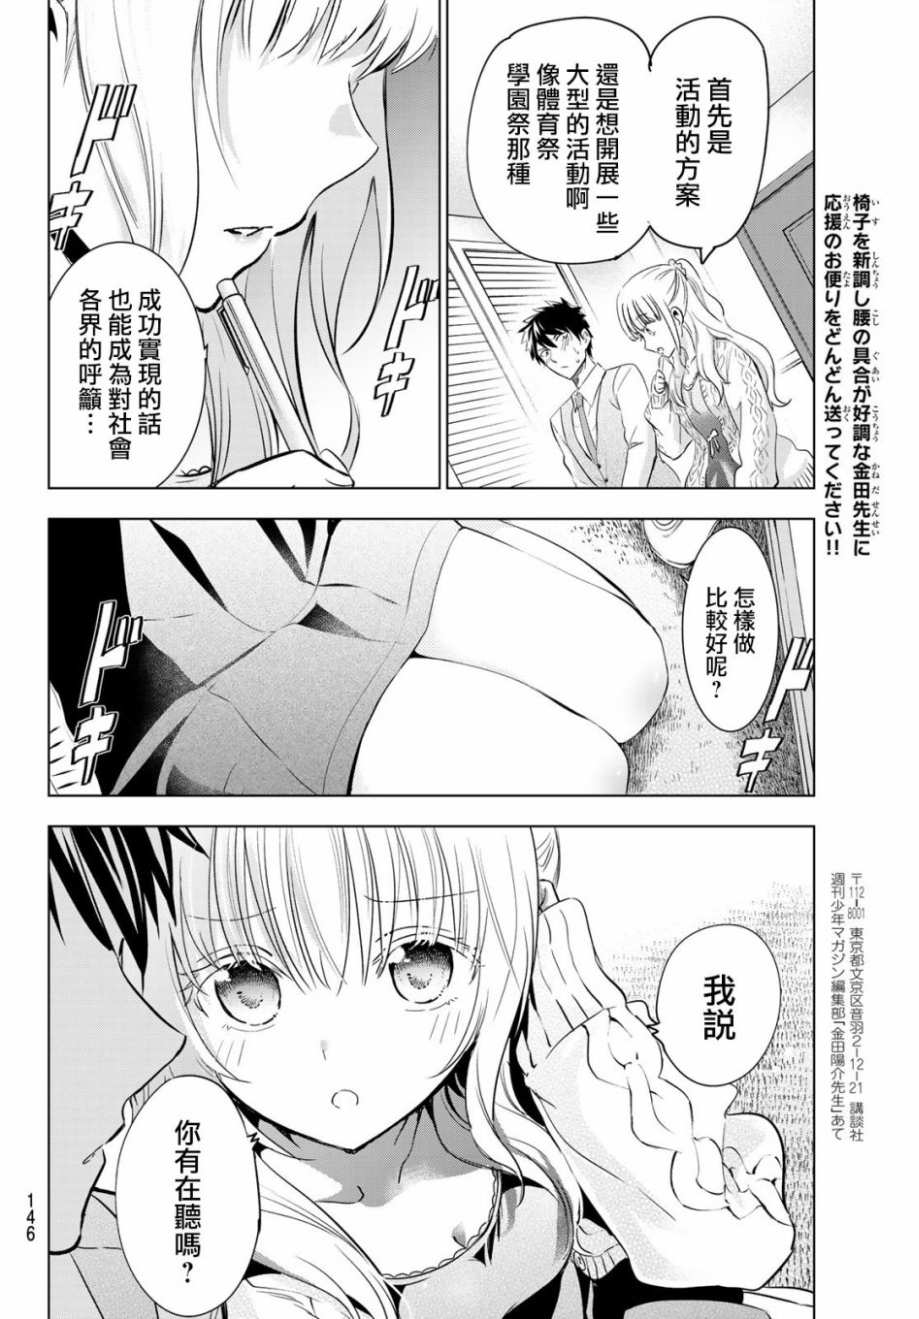 首先是
活動的方案
還是想開展一些
大型的活動啊
像體育祭
學園祭那種
ドキ
ドキ
成功實現的話
也能成為對社會
各界的呼籲…
怎樣做
比較好呢?
ドキ
ドキ
我說
你有在聽嗎?
椅子を新調し腰の具合が好調な金田先生に
応援のお便りをどんどん送ってください!!
〒112-8001 東京都文京区音羽2-12-21 講談社
週刊少年マガジン編集部「金田陽介先生」あて
146